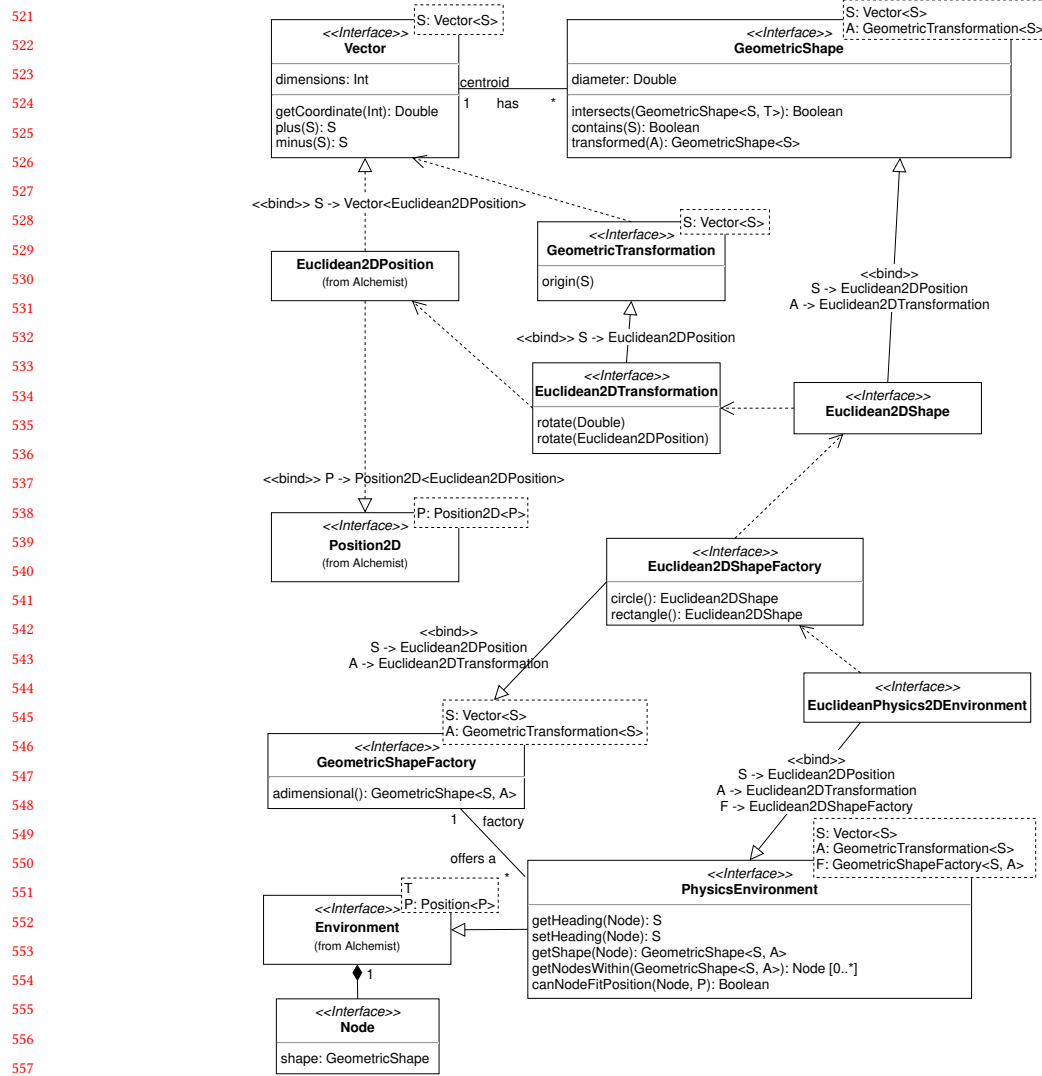 521
522
523
524
525
526
527
528
529
530
531
532
533
534
535
536
537
538
539
540
541
542
543
544
545
546
547
548
549
550
551
552
553
554
555
556
557
S: Vector<S>
<<Interface>>
Vector
dimensions: Int
getCoordinate(Int): Double
plus(S): S
minus(S): S
centroid
1 has *
S: Vector<S>
A: GeometricTransformation<S>
<<Interface>>
GeometricShape
diameter: Double
intersects(GeometricShape<S, T>): Boolean
contains(S): Boolean
transformed(A): GeometricShape<S>
<<bind>> S -> Vector<Euclidean2DPosition>
S: Vector<S>
<<Interface>>
GeometricTransformation
origin(S)
Euclidean2DPosition
(from Alchemist)
<<bind>>
S -> Euclidean2DPosition
A -> Euclidean2DTransformation
<<bind>> S -> Euclidean2DPosition
<<Interface>>
Euclidean2DTransformation
rotate(Double)
rotate(Euclidean2DPosition)
<<Interface>>
Euclidean2DShape
<<bind>> P -> Position2D<Euclidean2DPosition>
P: Position2D<P>
<<Interface>>
Position2D
(from Alchemist)
<<Interface>>
Euclidean2DShapeFactory
circle(): Euclidean2DShape
rectangle(): Euclidean2DShape
<<bind>>
S -> Euclidean2DPosition
A -> Euclidean2DTransformation
<<Interface>>
EuclideanPhysics2DEnvironment
S: Vector<S>
A: GeometricTransformation<S>
<<Interface>>
GeometricShapeFactory
adimensional(): GeometricShape<S, A>
<<bind>>
S -> Euclidean2DPosition
A -> Euclidean2DTransformation
F -> Euclidean2DShapeFactory
1 factory
offers a
*
S: Vector<S>
A: GeometricTransformation<S>
F: GeometricShapeFactory<S, A>
<<Interface>>
PhysicsEnvironment
getHeading(Node): S
setHeading(Node): S
getShape(Node): GeometricShape<S, A>
getNodesWithin(GeometricShape<S, A>): Node [0..*]
canNodeFitPosition(Node, P): Boolean
T
P: Position<P>
<<Interface>>
Environment
(from Alchemist)
1
<<Interface>>
Node
shape: GeometricShape